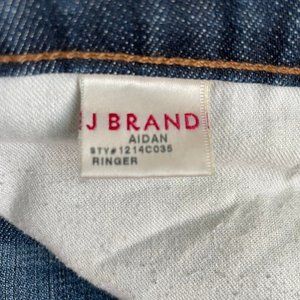 J BRAND
AIDAN
STY#1214C035
RINGER